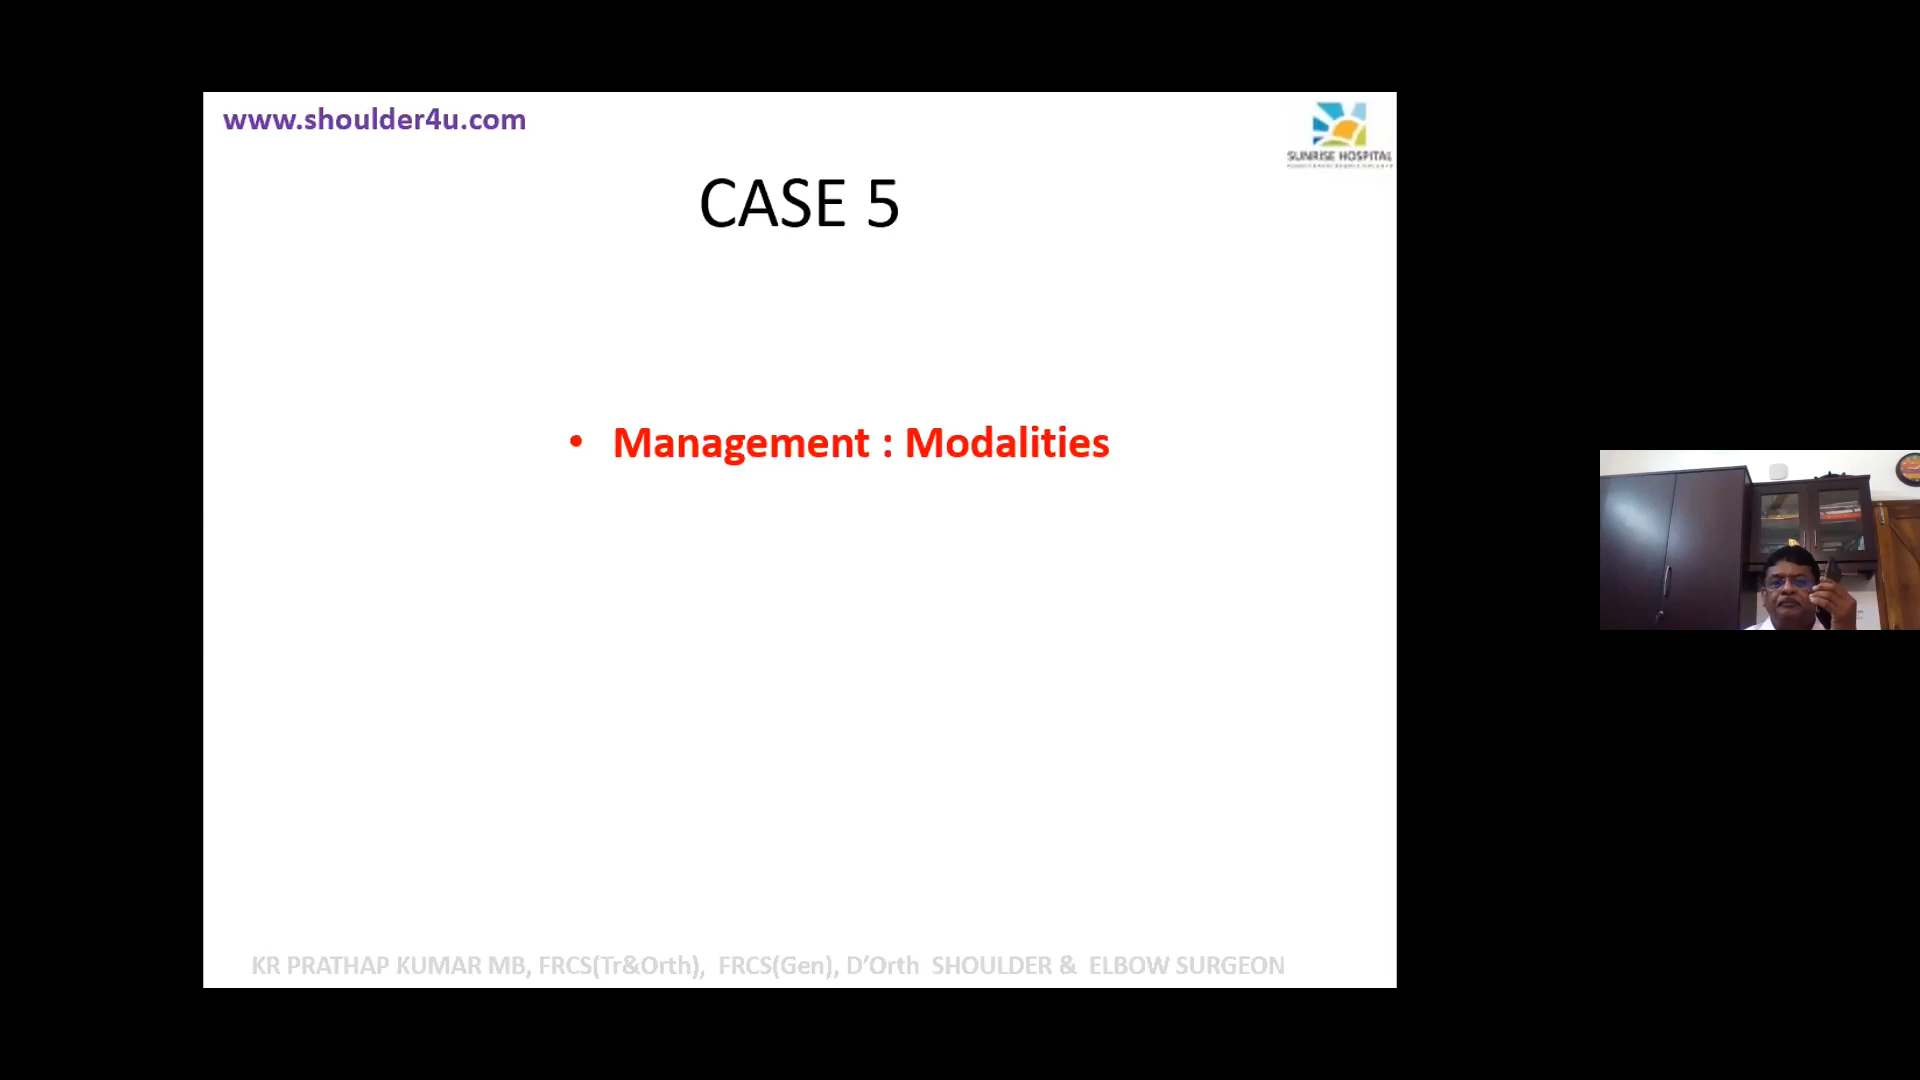 www.shoulder4u.com
SUNRISE HOSPITAL
CASE 5
• Management : Modalities
KR PRATHAP KUMAR MB, FRCS(Tr&Orth), FRCS(Gen), D’Orth SHOULDER & ELBOW SURGEON